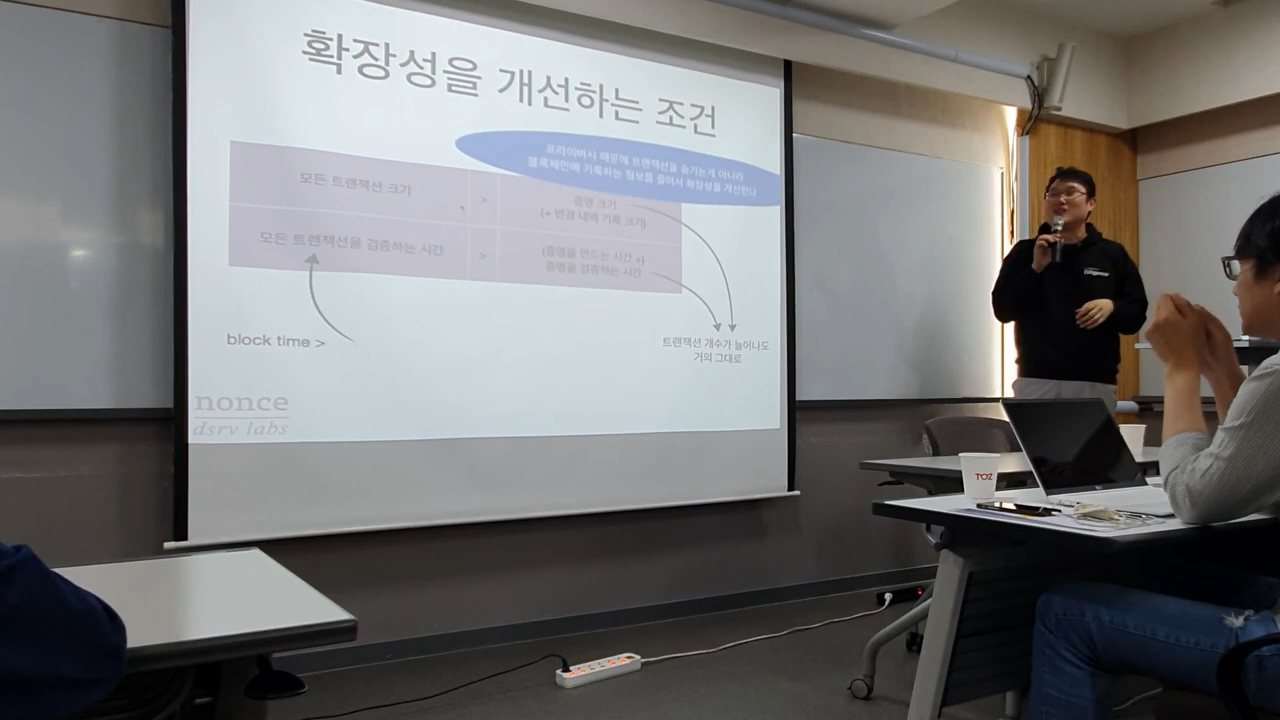 확장성을 개선하는 조건
프라이버시 때문에 트랜잭션을 숨기는게 아니라
블록체인에 기록하는 정보를 줄여서 확장성을 개선한다
모든 트랜잭션 크기
>
증명 크기
(+ 변경 내역 기록 크기)
모든 트랜잭션을 검증하는 시간
>
(증명을 만드는 시간 +)
증명을 검증하는 시간
block time >
트랜잭션 개수가 늘어나도
거의 그대로
nonce
dsrv labs
TOZ